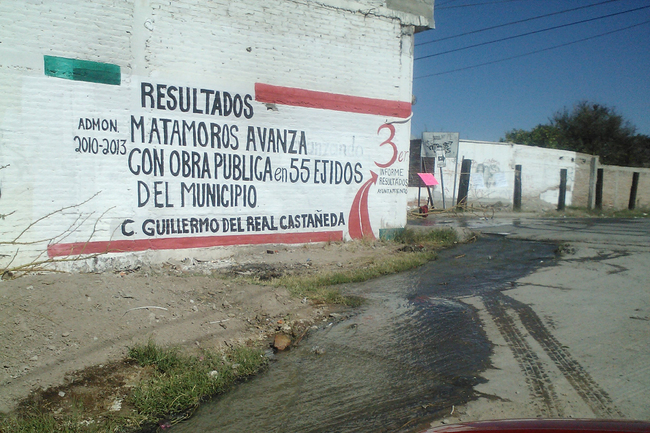 RESULTADOS
ADMON.
2010-2013
MATAMOROS AVANZA
CON OBRA PUBLICA en 55 EJIDOS
DEL MUNICIPIO.
C. GUILLERMO DEL REAL CASTAÑEDA
3er
INFORME
RESULTADOS
AYUNTAMIENTO